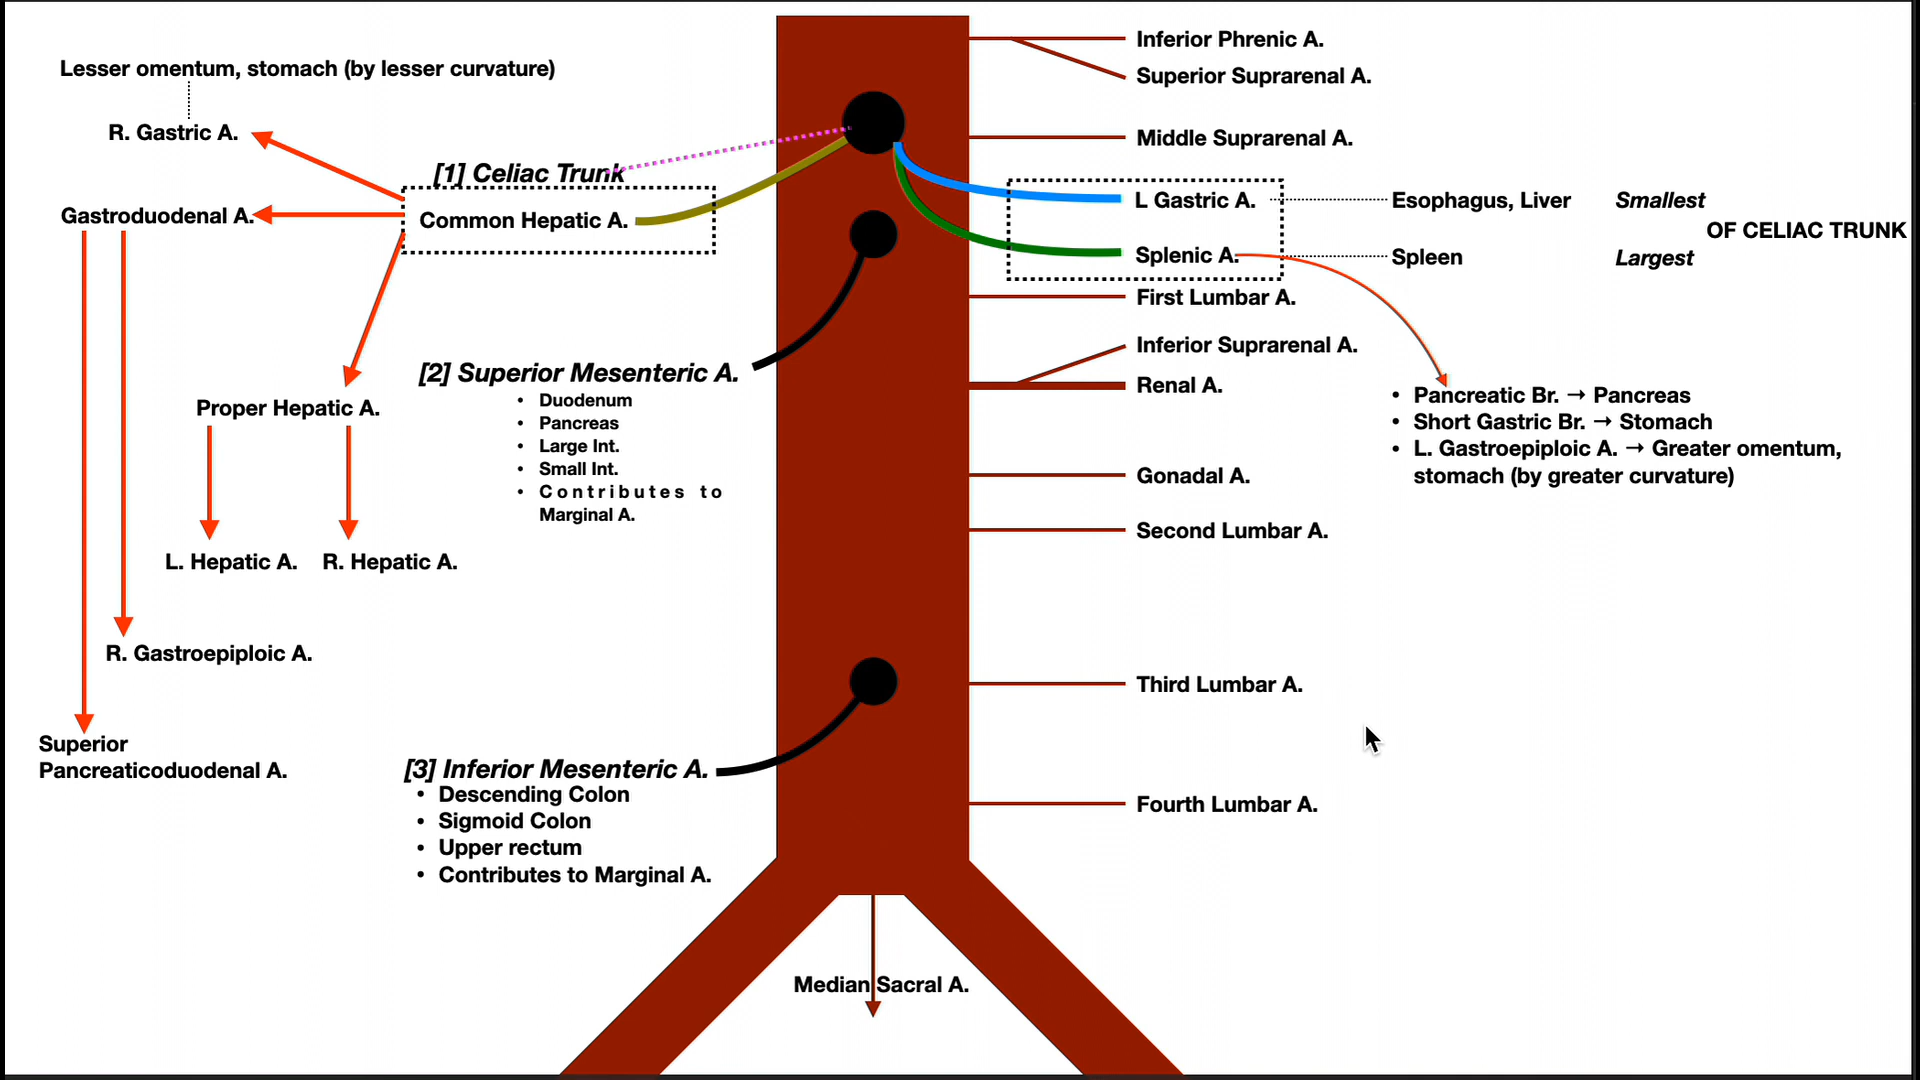 Lesser omentum, stomach (by lesser curvature)
R. Gastric A.
Gastroduodenal A.
[1] Celiac Trunk
Common Hepatic A.
Proper Hepatic A.
L. Hepatic A.
R. Hepatic A.
R. Gastroepiploic A.
Superior
Pancreaticoduodenal A.
[2] Superior Mesenteric A.
• Duodenum
• Pancreas
• Large Int.
• Small Int.
• Contributes to
Marginal A.
[3] Inferior Mesenteric A.
• Descending Colon
• Sigmoid Colon
• Upper rectum
• Contributes to Marginal A.
Median Sacral A.
Inferior Phrenic A.
Superior Suprarenal A.
Middle Suprarenal A.
L Gastric A.
Esophagus, Liver
Smallest
OF CELIAC TRUNK
Splenic A.
Spleen
Largest
First Lumbar A.
Inferior Suprarenal A.
Renal A.
• Pancreatic Br. → Pancreas
• Short Gastric Br. → Stomach
• L. Gastroepiploic A. → Greater omentum,
stomach (by greater curvature)
Gonadal A.
Second Lumbar A.
Third Lumbar A.
Fourth Lumbar A.